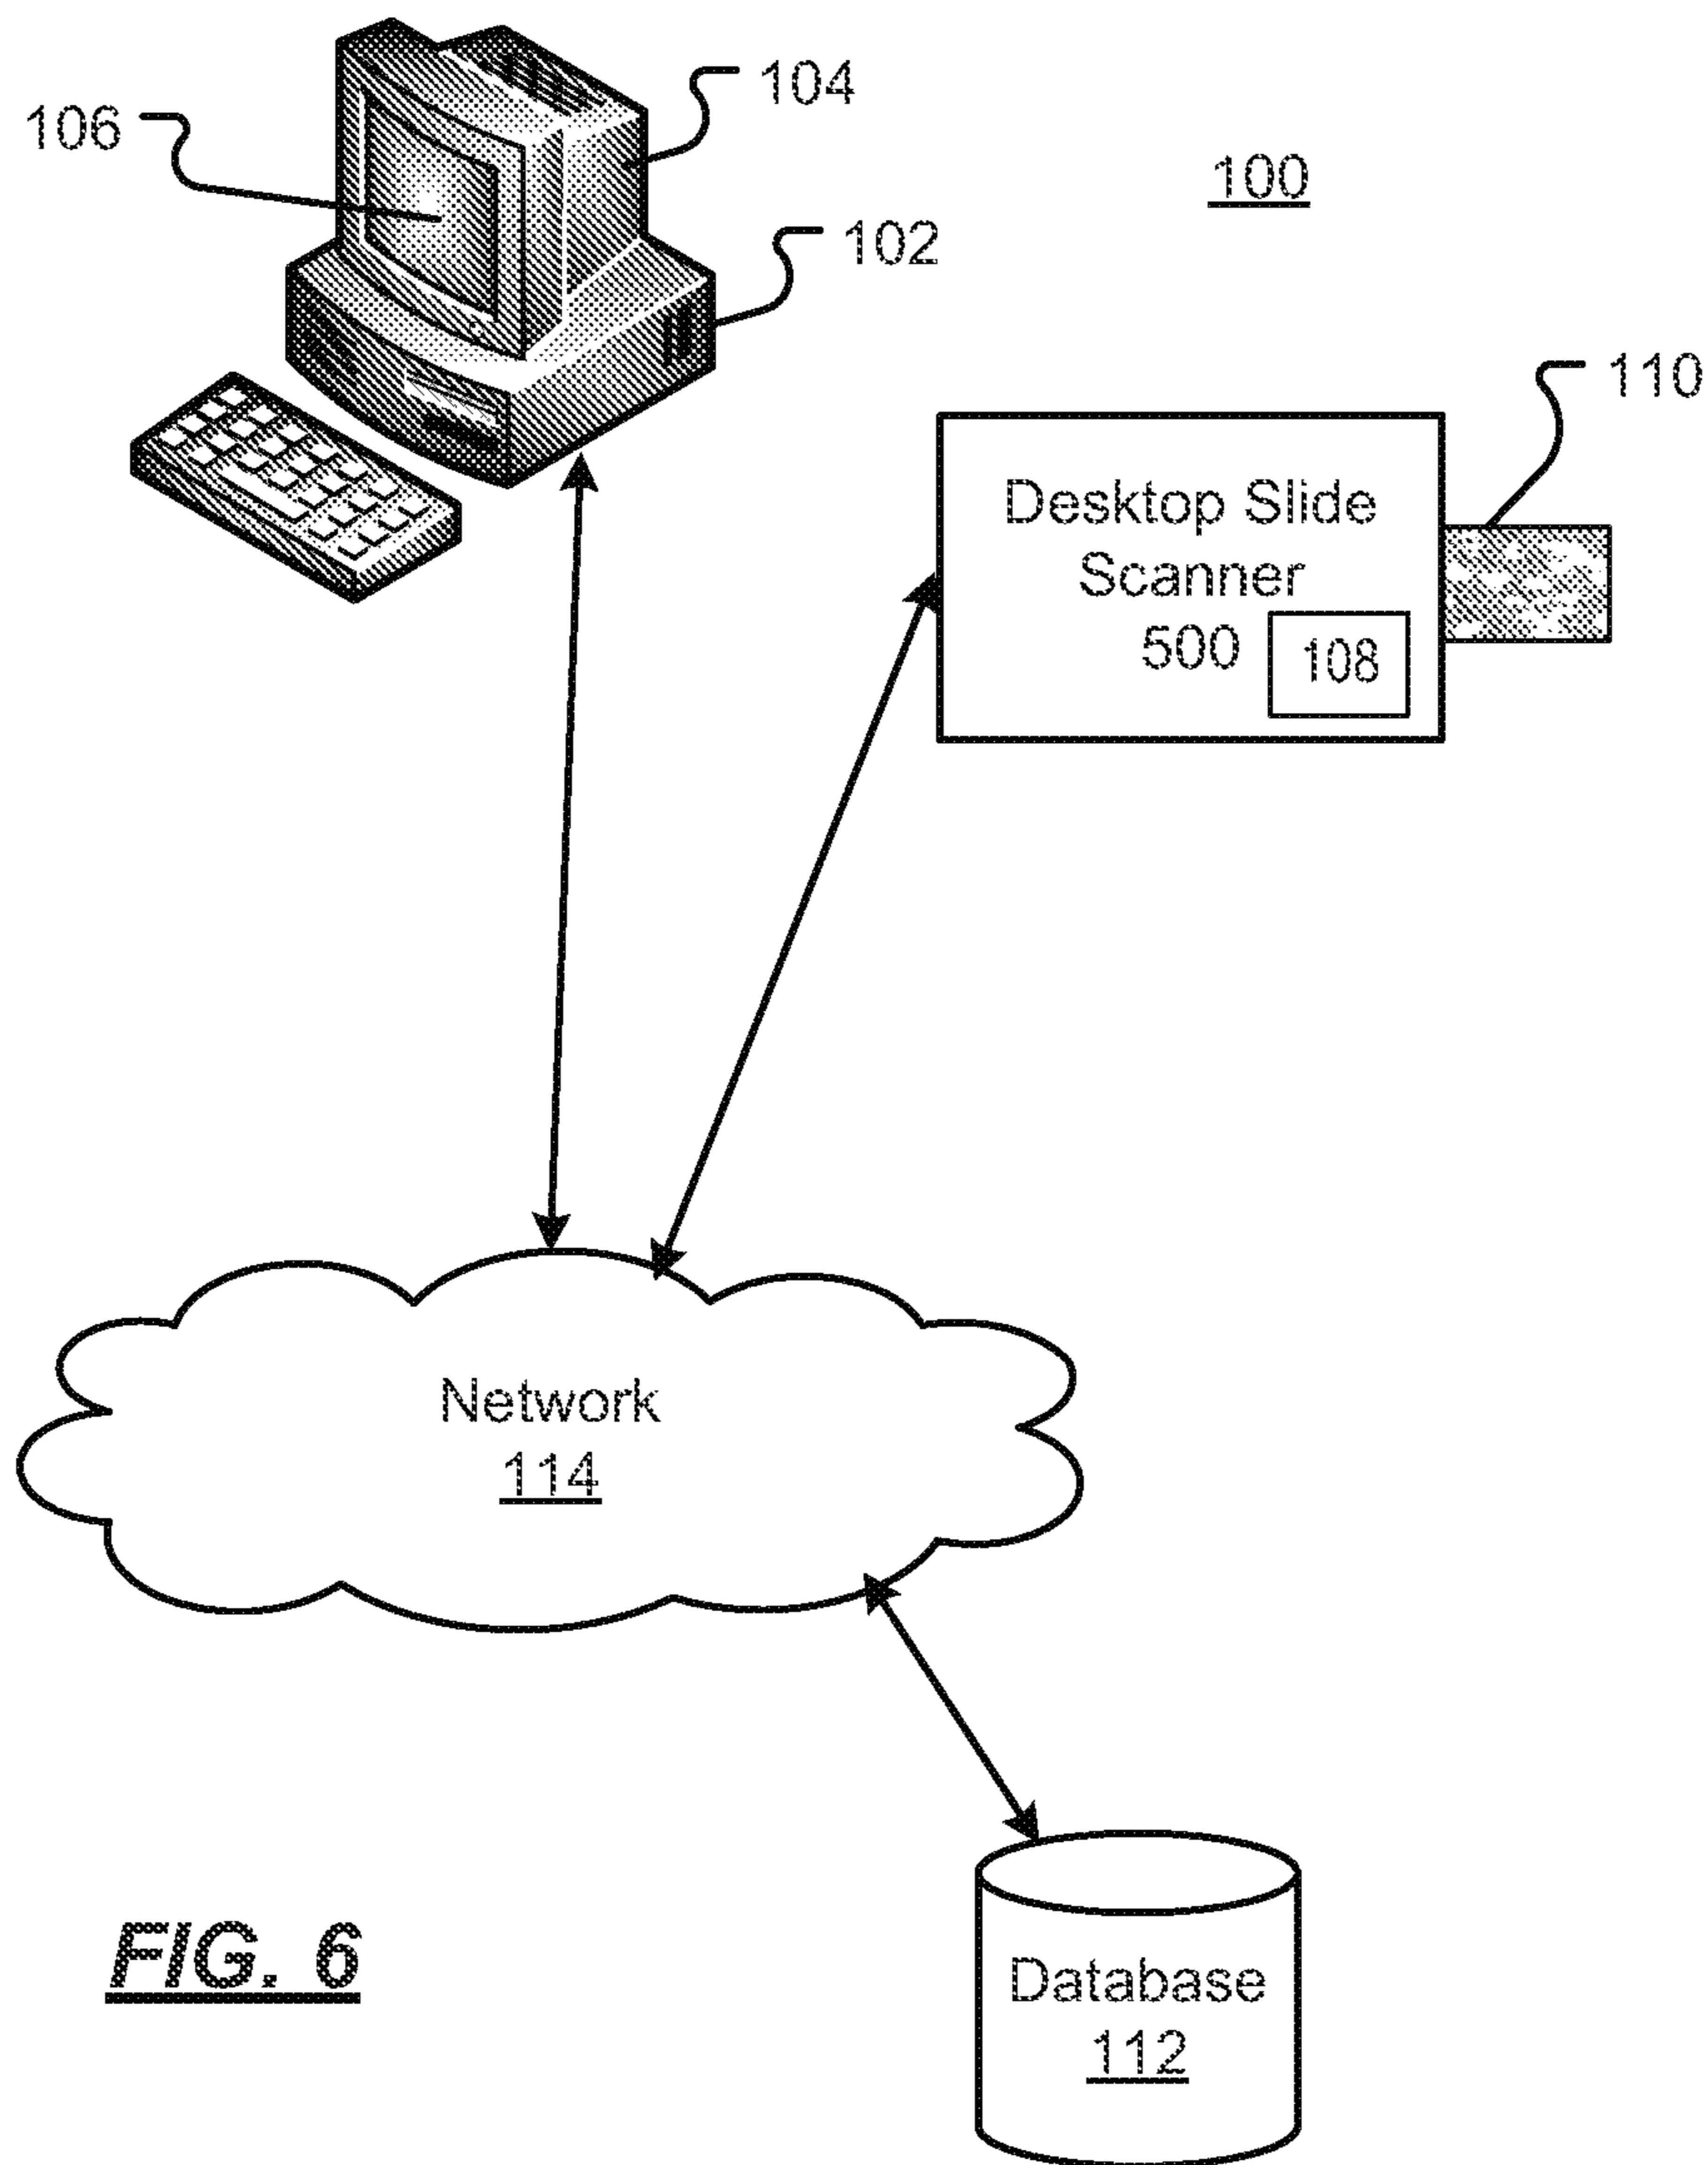 104
106
100
102
110
Desktop Slide
Scanner
500
108
Network
114
FIG. 6
Database
112